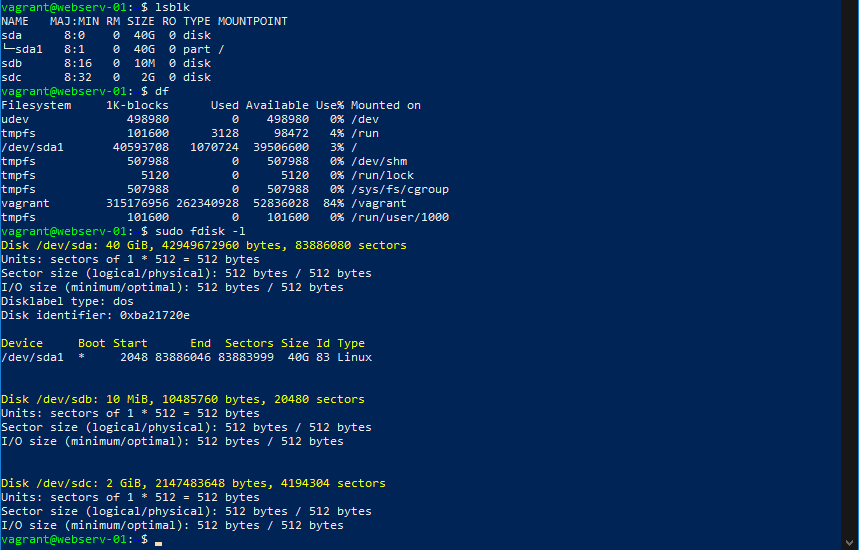 vagrant@webserv-01:~$ lsblk
NAME   MAJ:MIN RM SIZE RO TYPE MOUNTPOINT
sda      8:0    0  40G  0 disk
└─sda1   8:1    0  40G  0 part /
sdb      8:16   0  10M  0 disk
sdc      8:32   0   2G  0 disk
vagrant@webserv-01:~$ df
Filesystem     1K-blocks      Used Available Use% Mounted on
udev              498980         0    498980   0% /dev
tmpfs             101600      3128     98472   4% /run
/dev/sda1       40593708   1070724  39506600   3% /
tmpfs             507988         0    507988   0% /dev/shm
tmpfs               5120         0      5120   0% /run/lock
tmpfs             507988         0    507988   0% /sys/fs/cgroup
vagrant        315176956 262340928  52836028  84% /vagrant
tmpfs             101600         0    101600   0% /run/user/1000
vagrant@webserv-01:~$ sudo fdisk -l
Disk /dev/sda: 40 GiB, 42949672960 bytes, 83886080 sectors
Units: sectors of 1 * 512 = 512 bytes
Sector size (logical/physical): 512 bytes / 512 bytes
I/O size (minimum/optimal): 512 bytes / 512 bytes
Disklabel type: dos
Disk identifier: 0xba21720e
Device     Boot Start      End  Sectors Size Id Type
/dev/sda1  *     2048 83886046 83883999  40G 83 Linux
Disk /dev/sdb: 10 MiB, 10485760 bytes, 20480 sectors
Units: sectors of 1 * 512 = 512 bytes
Sector size (logical/physical): 512 bytes / 512 bytes
I/O size (minimum/optimal): 512 bytes / 512 bytes
Disk /dev/sdc: 2 GiB, 2147483648 bytes, 4194304 sectors
Units: sectors of 1 * 512 = 512 bytes
Sector size (logical/physical): 512 bytes / 512 bytes
I/O size (minimum/optimal): 512 bytes / 512 bytes
vagrant@webserv-01:~$